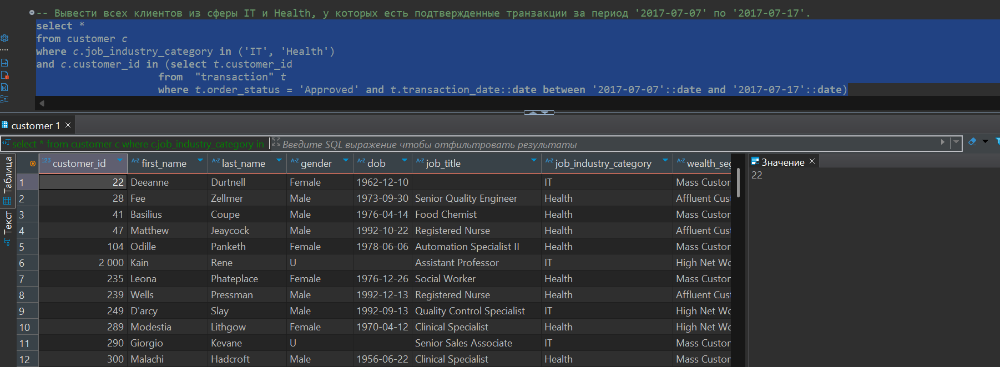 -- Вывести всех клиентов из сферы IT и Health, у которых есть подтвержденные транзакции за период '2017-07-07' по '2017-07-17'.
select *
from customer c
where c.job_industry_category in ('IT', 'Health')
and c.customer_id in (select t.customer_id
from "transaction" t
where t.order_status = 'Approved' and t.transaction_date::date between '2017-07-07'::date and '2017-07-17'::date)
customer 1
select * from customer c where c.job_industry_category in
Введите SQL выражение чтобы отфильтровать результаты
Таблица
Текст
123 customer_id A-Z first_name A-Z last_name A-Z gender A-Z dob A-Z job_title A-Z job_industry_category A-Z wealth_seg
1 22 Deeanne Durtnell Female 1962-12-10 IT Mass Custor
2 28 Fee Zellmer Male 1973-09-30 Senior Quality Engineer Health Affluent Cust
3 41 Basilius Coupe Male 1976-04-14 Food Chemist Health Mass Custor
4 47 Matthew Jeaycock Male 1992-10-22 Registered Nurse Health Affluent Cust
5 104 Odille Panketh Female 1978-06-06 Automation Specialist II Health Mass Custor
6 2 000 Kain Rene U Assistant Professor IT High Net Wo
7 235 Leona Phateplace Female 1976-12-26 Social Worker Health Mass Custor
8 239 Wells Pressman Male 1992-12-13 Registered Nurse Health Affluent Cust
9 249 D'arcy Slay Male 1992-09-13 Quality Control Specialist IT High Net Wo
10 289 Modestia Lithgow Female 1970-04-12 Clinical Specialist Health High Net Wo
11 290 Giorgio Kevane U Senior Sales Associate IT Mass Custor
12 300 Malachi Hadcroft Male 1956-06-22 Clinical Specialist Health Mass Custor
Значение
22